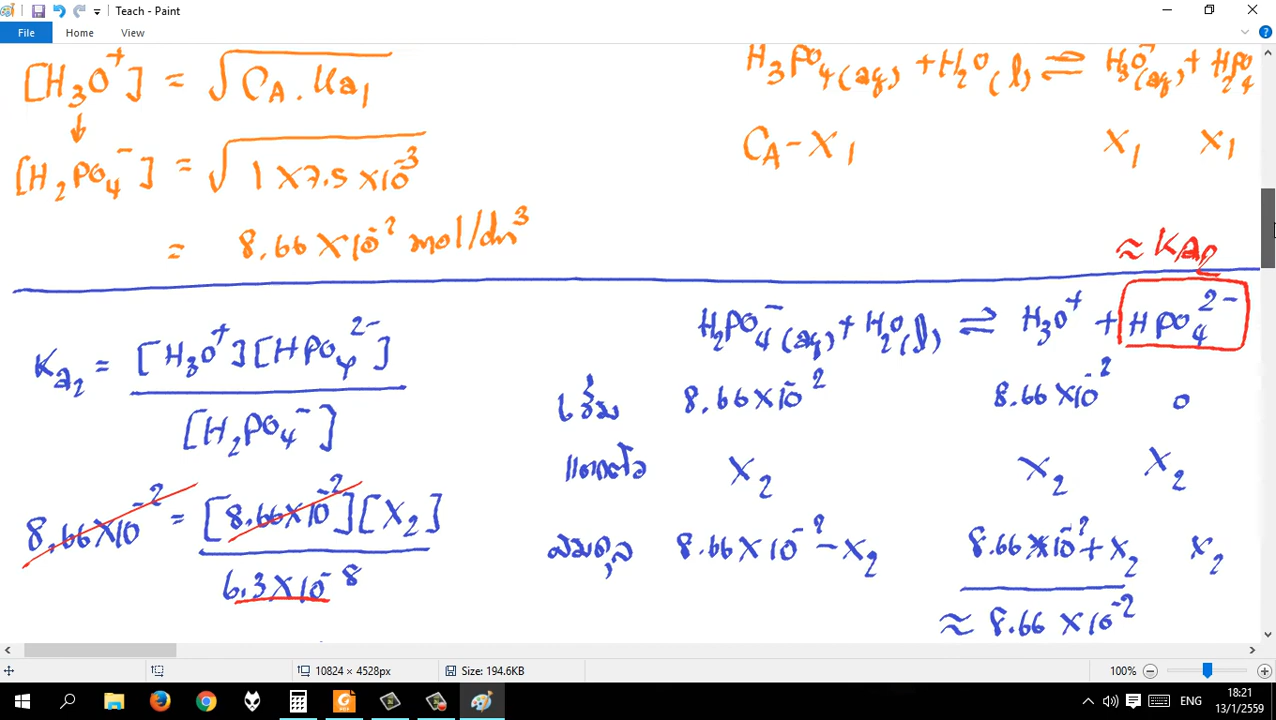 Teach - Paint
File Home View
[H₃O⁺] = √C_A . Ka₁ H₃PO₄(aq) + H₂O(l) ⇌ H₃O⁺(aq) + H₂PO₄
[H₂PO₄⁻] = √1 × 7.5 × 10⁻³ C_A - X₁ X₁ X₁
= 8.66 × 10⁻² mol/dm³
≈ Ka₂
H₂PO₄⁻(aq) + H₂O(l) ⇌ H₃O⁺ + HPO₄²⁻
Ka₂ = [H₃O⁺][HPO₄²⁻] / [H₂PO₄⁻]
เริ่ม 8.66×10⁻² 8.66×10⁻² 0
แตกตัว X₂ X₂ X₂
8.66×10⁻² = [8.66×10⁻²][X₂] / 6.3×10⁻⁸
สมดุล 8.66×10⁻² - X₂ 8.66×10⁻² + X₂ X₂
≈ 8.66 × 10⁻²
10824 × 4528px Size: 194.6KB 100%
ENG 18:21
13/1/2559